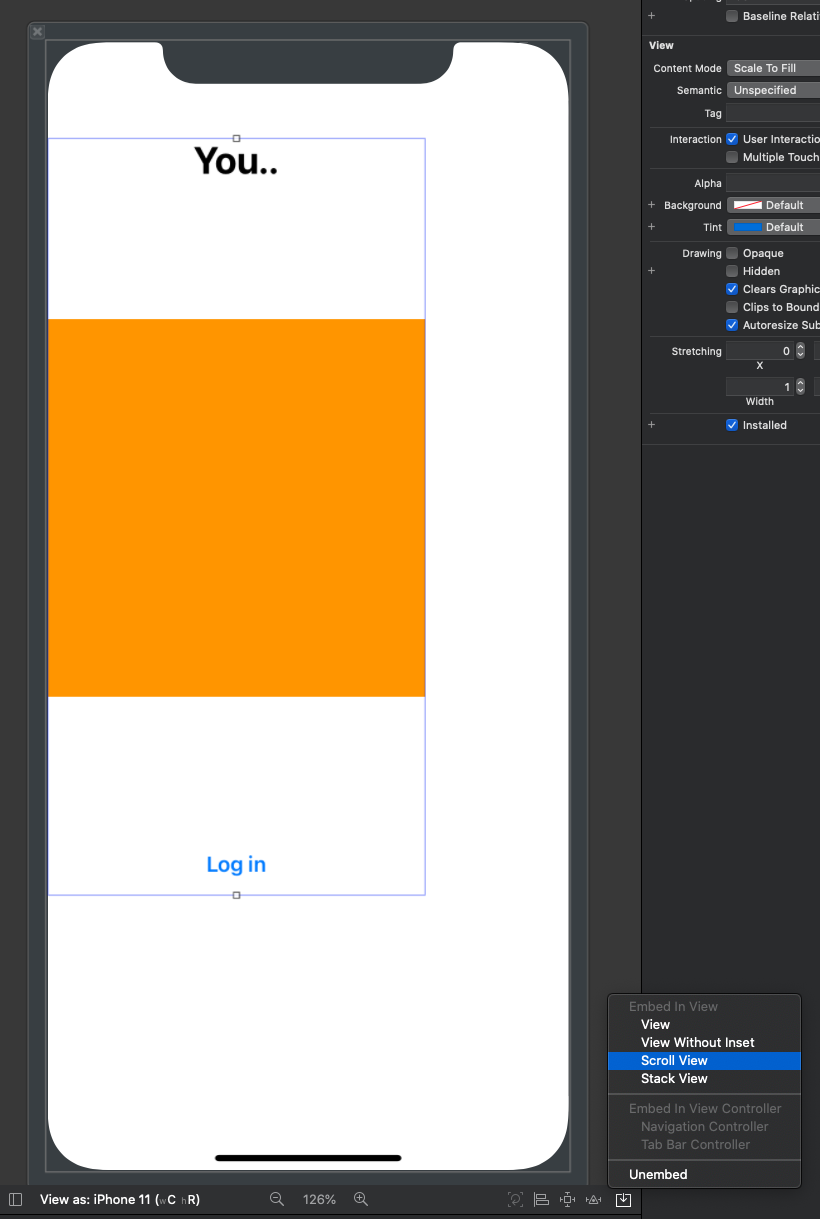 Baseline Relati
View
Content Mode Scale To Fill
Semantic Unspecified
Tag
Interaction User Interactio
Multiple Touch
Alpha
Background Default
Tint Default
Drawing Opaque
Hidden
Clears Graphic
Clips to Bound
Autoresize Sub
Stretching 0
X
1
Width
Installed
You..
Log in
Embed In View
View
View Without Inset
Scroll View
Stack View
Embed In View Controller
Navigation Controller
Tab Bar Controller
Unembed
View as: iPhone 11 (wC hR)
126%